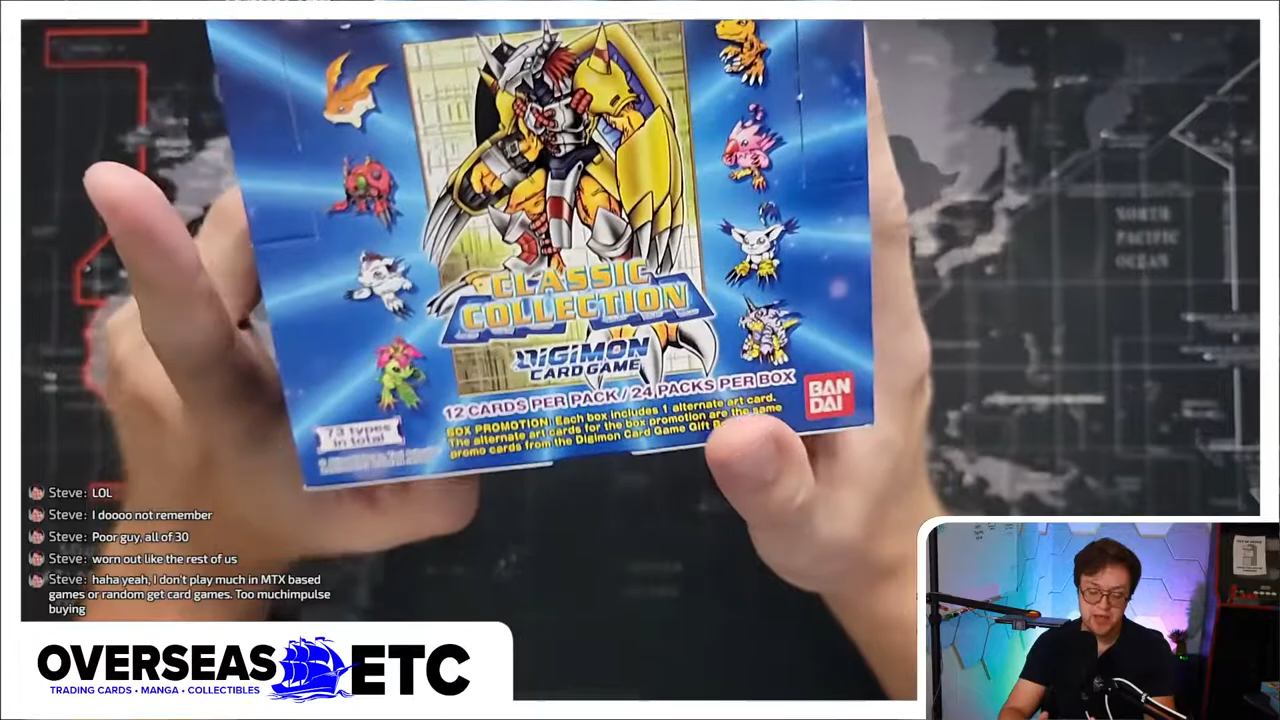 NORTH
PACIFIC
OCEAN
CLASSIC
COLLECTION
DIGIMON
CARD GAME
12 CARDS PER PACK / 24 PACKS PER BOX
BAN
DAI
73 types
in total
BOX PROMOTION: Each box includes 1 alternate art card.
The alternate art cards for the box promotion are the same
promo cards from the Digimon Card Game Gift
Steve: LOL
Steve: I doooo not remember
Steve: Poor guy, all of 30
Steve: worn out like the rest of us
Steve: haha yeah, I don't play much in MTX based
games or random get card games. Too muchimpulse
buying
OVERSEAS ETC
TRADING CARDS • MANGA • COLLECTIBLES